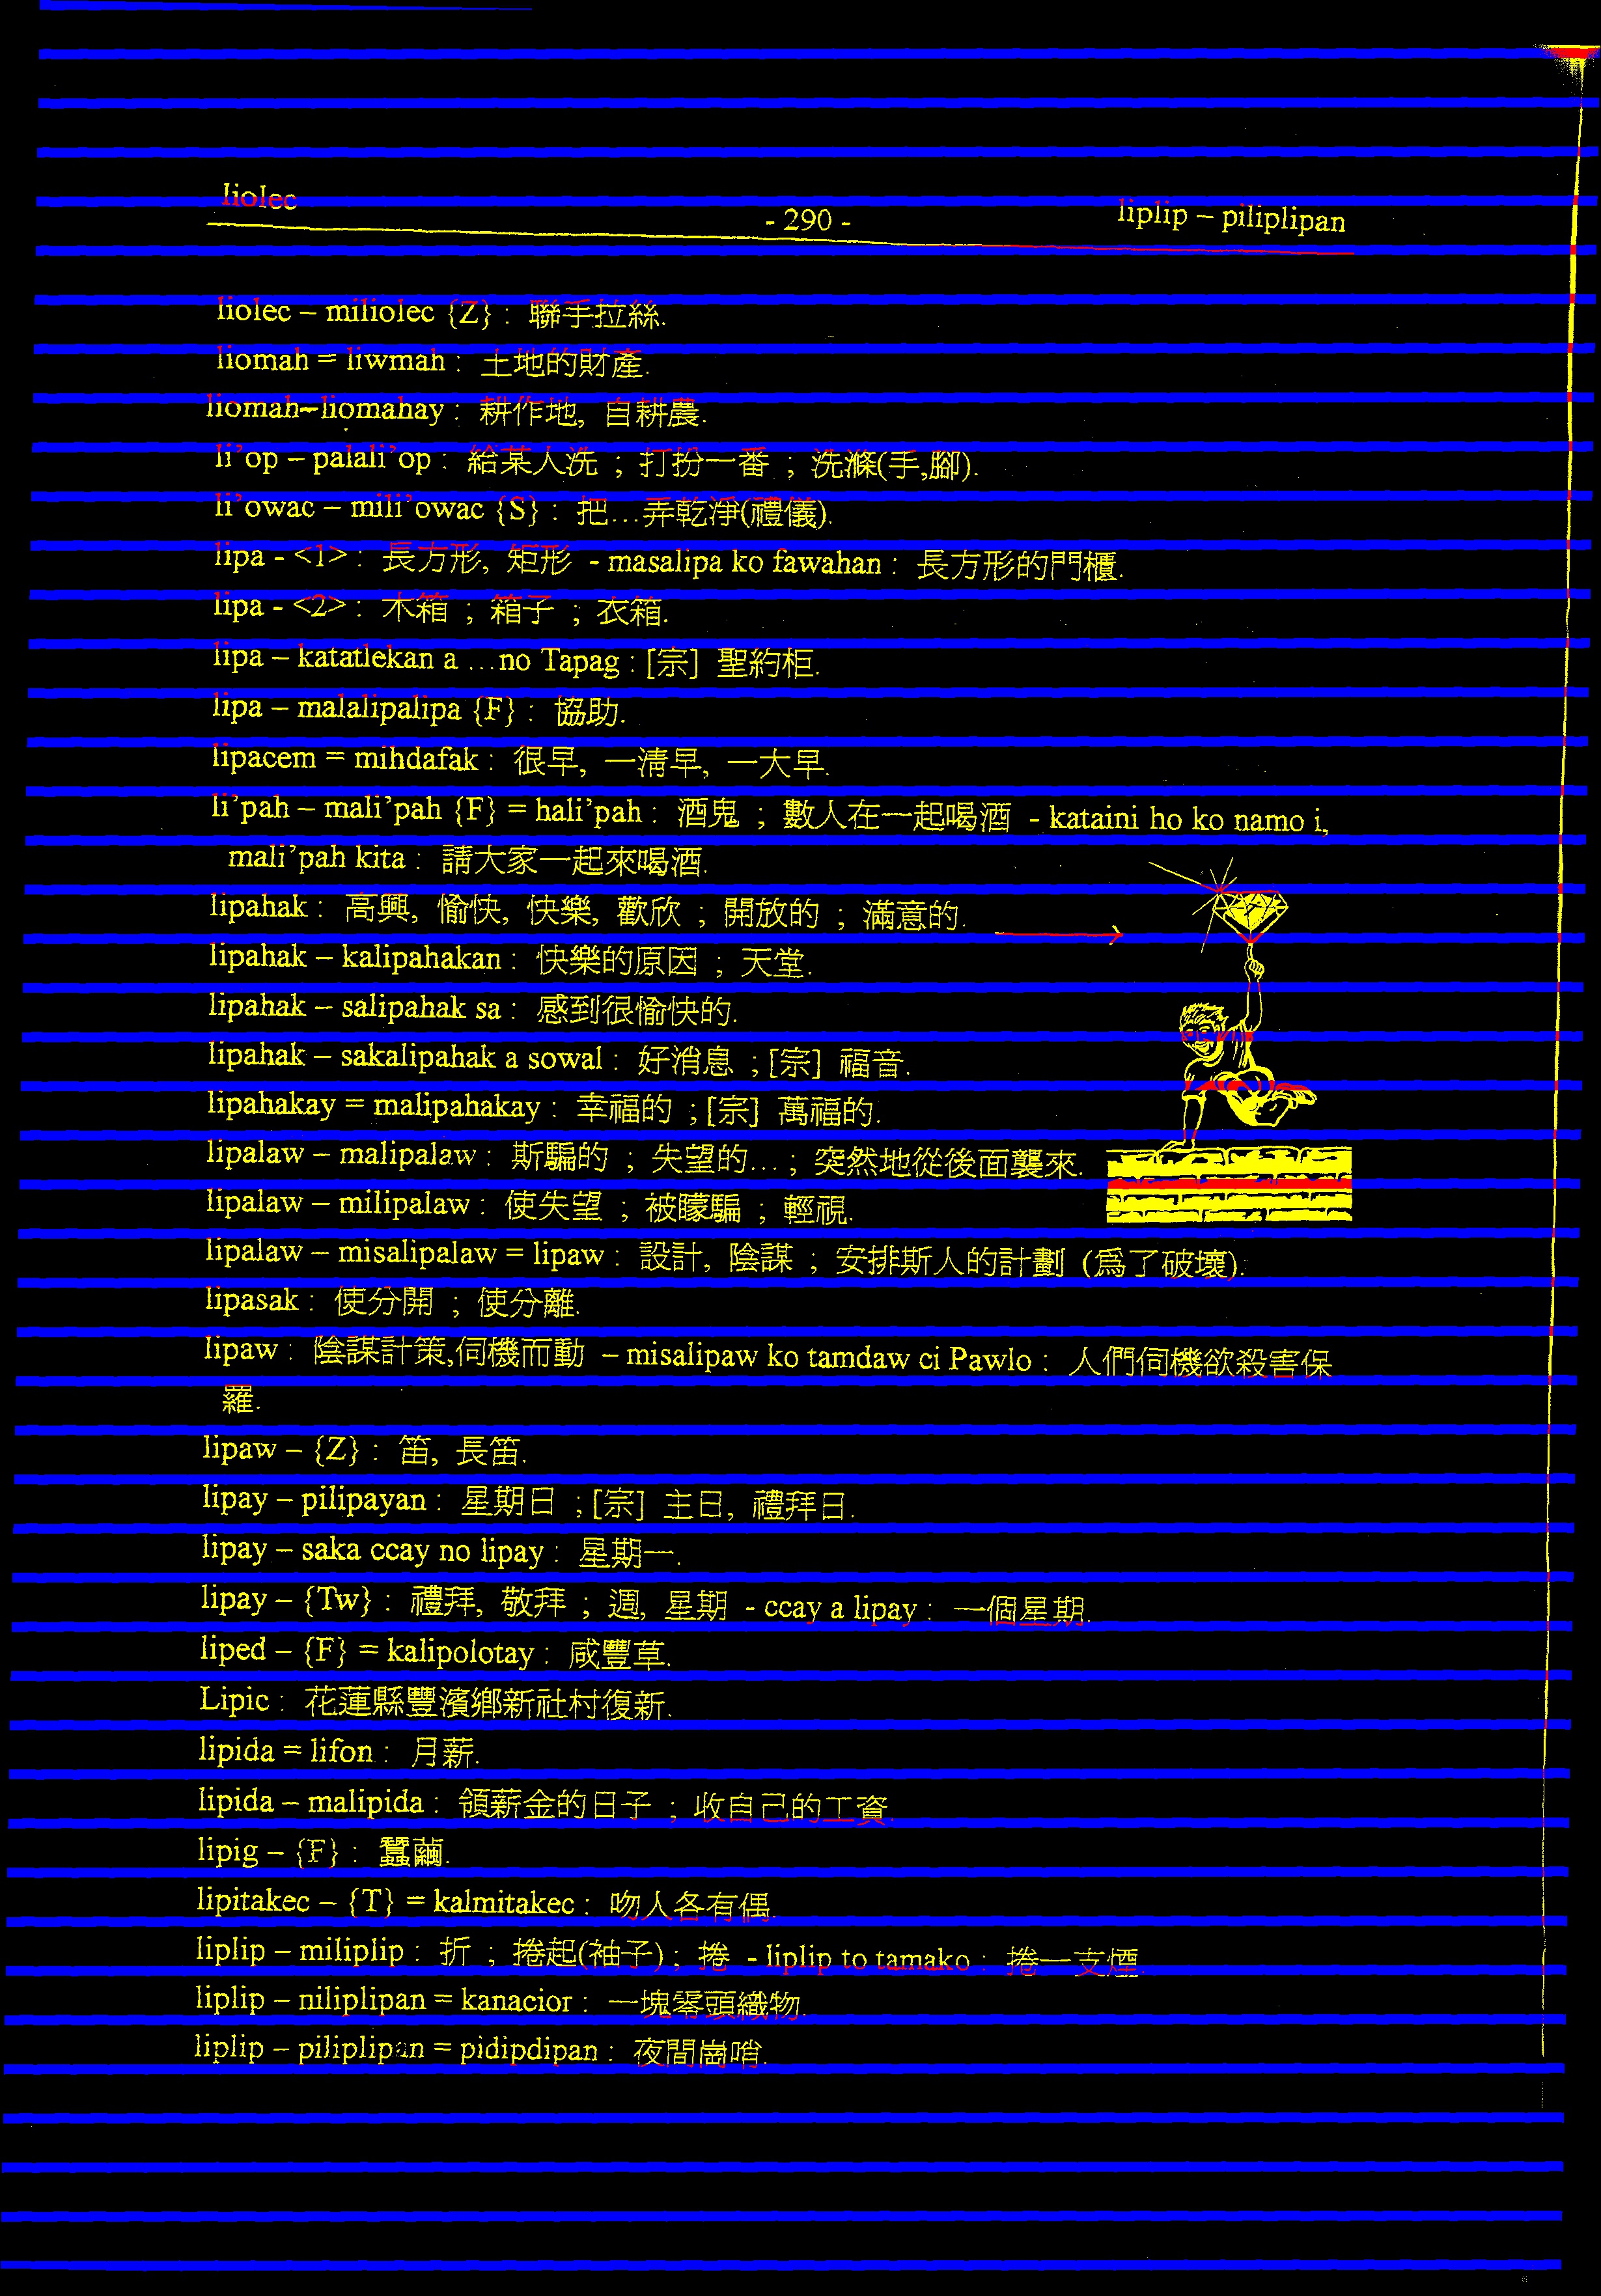 liolec
- 290 -
liplip – piliplipan
liolec – miliolec {Z} : 聯手拉絲.
liomah = liwmah : 土地的財產.
liomah~liomahay : 耕作地, 自耕農.
li’op – palali’op : 給某人洗 ; 打扮一番 ; 洗滌(手,腳).
li’owac – mili’owac {S} : 把…弄乾淨(禮儀).
lipa - <1> : 長方形, 矩形 - masalipa ko fawahan : 長方形的門櫃.
lipa - <2> : 木箱 ; 箱子 ; 衣箱.
lipa – katatlekan a …no Tapag : [宗] 聖約柜.
lipa – malalipalipa {F} : 協助.
lipacem = mihdafak : 很早, 一清早, 一大早.
li’pah – mali’pah {F} = hali’pah : 酒鬼 ; 數人在一起喝酒 - kataini ho ko namo i,
mali’pah kita : 請大家一起來喝酒.
lipahak : 高興, 愉快, 快樂, 歡欣 ; 開放的 ; 滿意的.
lipahak – kalipahakan : 快樂的原因 ; 天堂.
lipahak – salipahak sa : 感到很愉快的.
lipahak – sakalipahak a sowal : 好消息 ; [宗] 福音.
lipahakay = malipahakay : 幸福的 ; [宗] 萬福的.
lipalaw – malipalaw : 斯騙的 ; 失望的… ; 突然地從後面襲來.
lipalaw – milipalaw : 使失望 ; 被矇騙 ; 輕視.
lipalaw – misalipalaw = lipaw : 設計, 陰謀 ; 安排斯人的計劃 (爲了破壞).
lipasak : 使分開 ; 使分離.
lipaw : 陰謀計策,伺機而動 – misalipaw ko tamdaw ci Pawlo : 人們伺機欲殺害保
羅.
lipaw – {Z} : 笛, 長笛.
lipay – pilipayan : 星期日 ; [宗] 主日, 禮拜日.
lipay – saka ccay no lipay : 星期一.
lipay – {Tw} : 禮拜, 敬拜 ; 週, 星期 - ccay a lipay : 一個星期.
liped – {F} = kalipolotay : 咸豐草.
Lipic : 花蓮縣豐濱鄉新社村復新.
lipida = lifon : 月薪.
lipida – malipida : 領薪金的日子 ; 收自己的工資.
lipig – {F} : 蠶繭.
lipitakec – {T} = kalmitakec : 吻人各有偶.
liplip – miliplip : 折 ; 捲起(袖子) ; 捲 - liplip to tamako : 捲一支煙.
liplip – niliplipan = kanacior : 一塊零頭織物.
liplip – piliplipan = pidipdipan : 夜間崗哨.